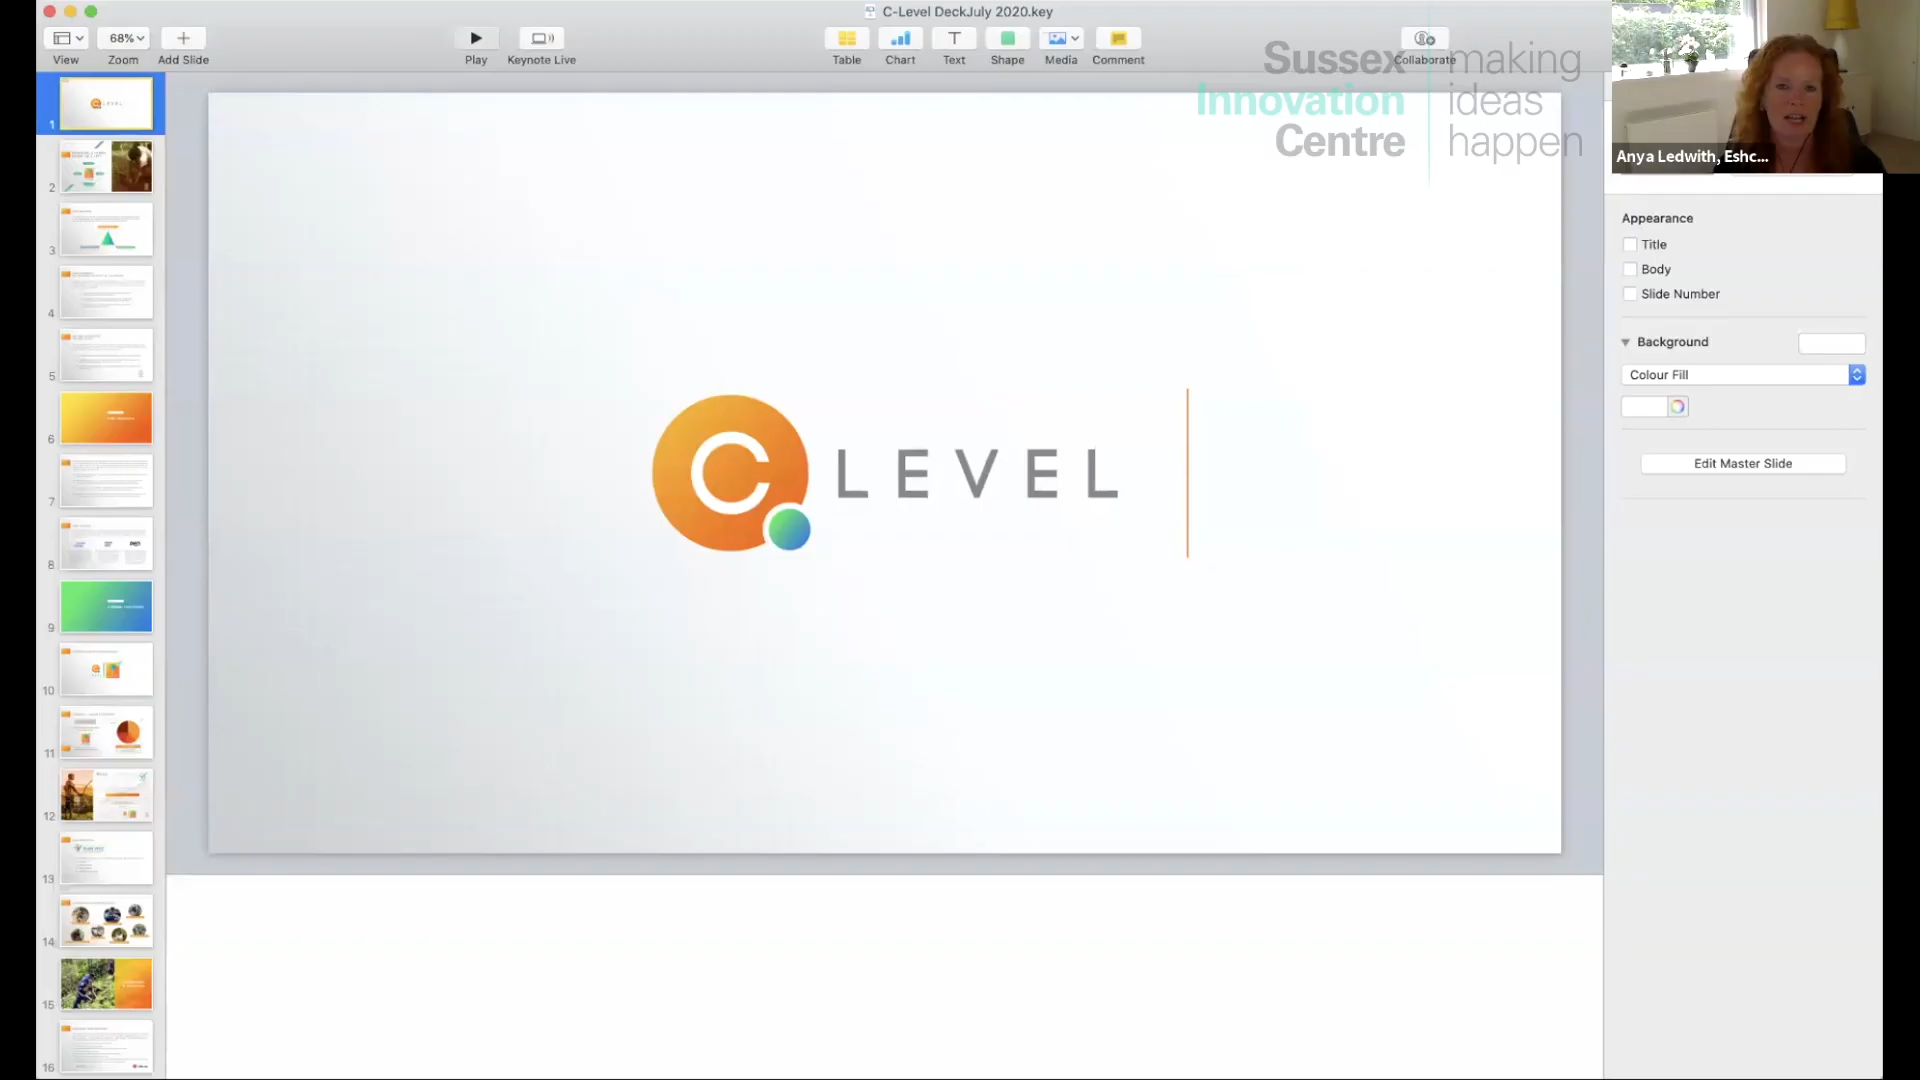 C-Level DeckJuly 2020.key
68%
View
Zoom
Add Slide
Play
Keynote Live
Table
Chart
Text
Shape
Media
Comment
Collaborate
Sussex
Innovation
Centre
making
ideas
happen
Anya Ledwith, Eshc...
C LEVEL
Appearance
Title
Body
Slide Number
Background
Colour Fill
Edit Master Slide
1
2
3
4
5
6
7
8
9
10
11
12
13
14
15
16